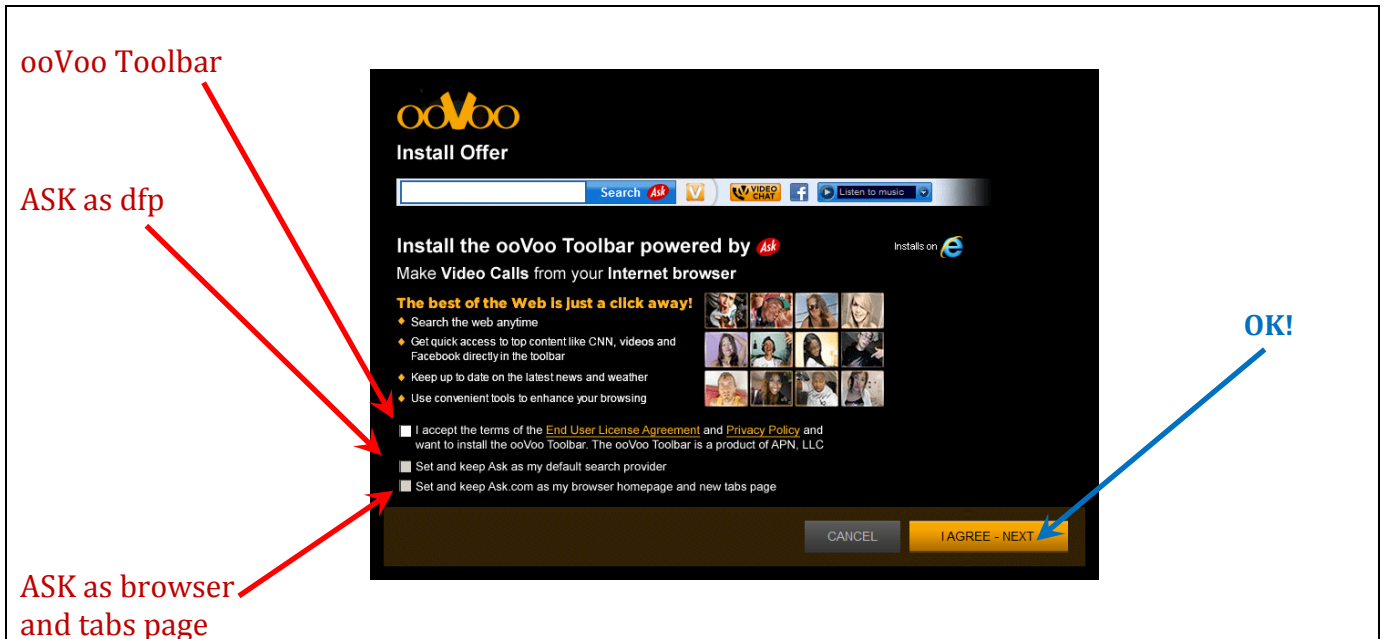 ooVoo Toolbar
ooVoo
Install Offer
ASK as dfp
Search Ask V VIDEO CHAT f Listen to music
Install the ooVoo Toolbar powered by Ask
Installs on
Make Video Calls from your Internet browser
The best of the Web is just a click away!
Search the web anytime
Get quick access to top content like CNN, videos and
Facebook directly in the toolbar
Keep up to date on the latest news and weather
Use convenient tools to enhance your browsing
OK!
I accept the terms of the End User License Agreement and Privacy Policy and
want to install the ooVoo Toolbar. The ooVoo Toolbar is a product of APN, LLC
Set and keep Ask as my default search provider
Set and keep Ask.com as my browser homepage and new tabs page
CANCEL
I AGREE - NEXT
ASK as browser
and tabs page